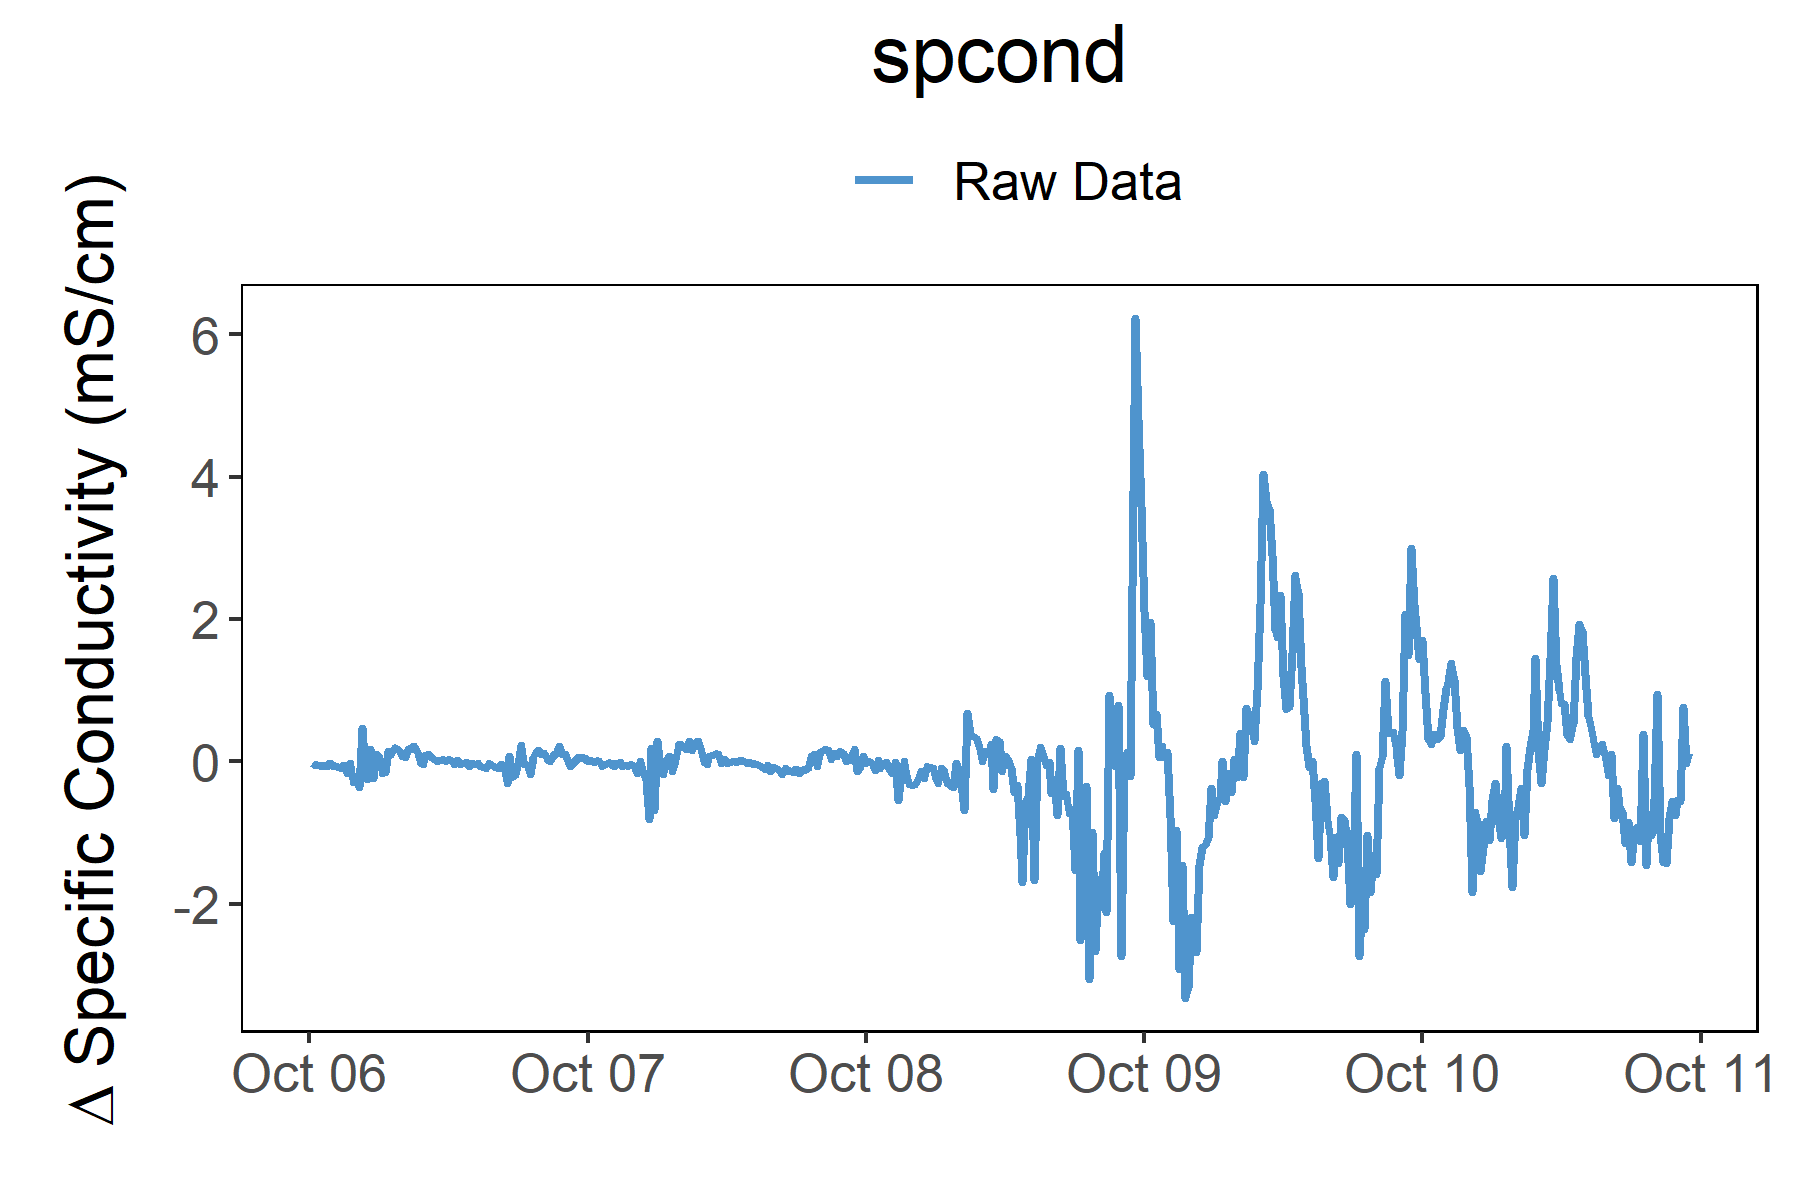 spcond
Raw Data
Δ Specific Conductivity (mS/cm)
6
4
2
0
-2
Oct 06 Oct 07 Oct 08 Oct 09 Oct 10 Oct 11